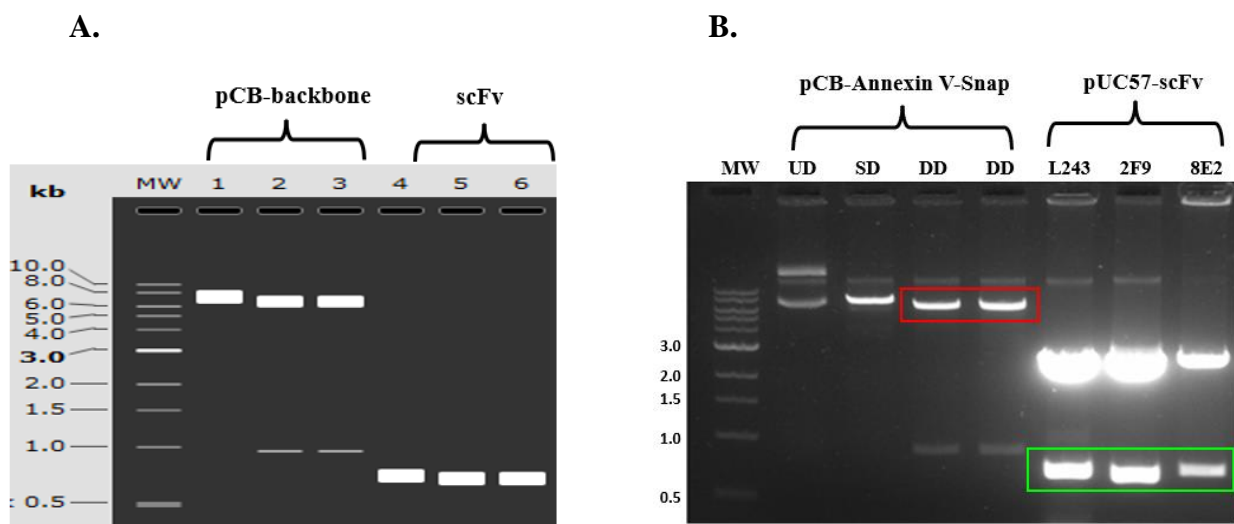 A.
pCB-backbone
scFv
kb
MW 1 2 3 4 5 6
10.0
8.0
6.0
5.0
4.0
3.0
2.0
1.5
1.0
0.5
B.
pCB-Annexin V-Snap
pUC57-scFv
MW UD SD DD DD L243 2F9 8E2
3.0
2.0
1.5
1.0
0.5